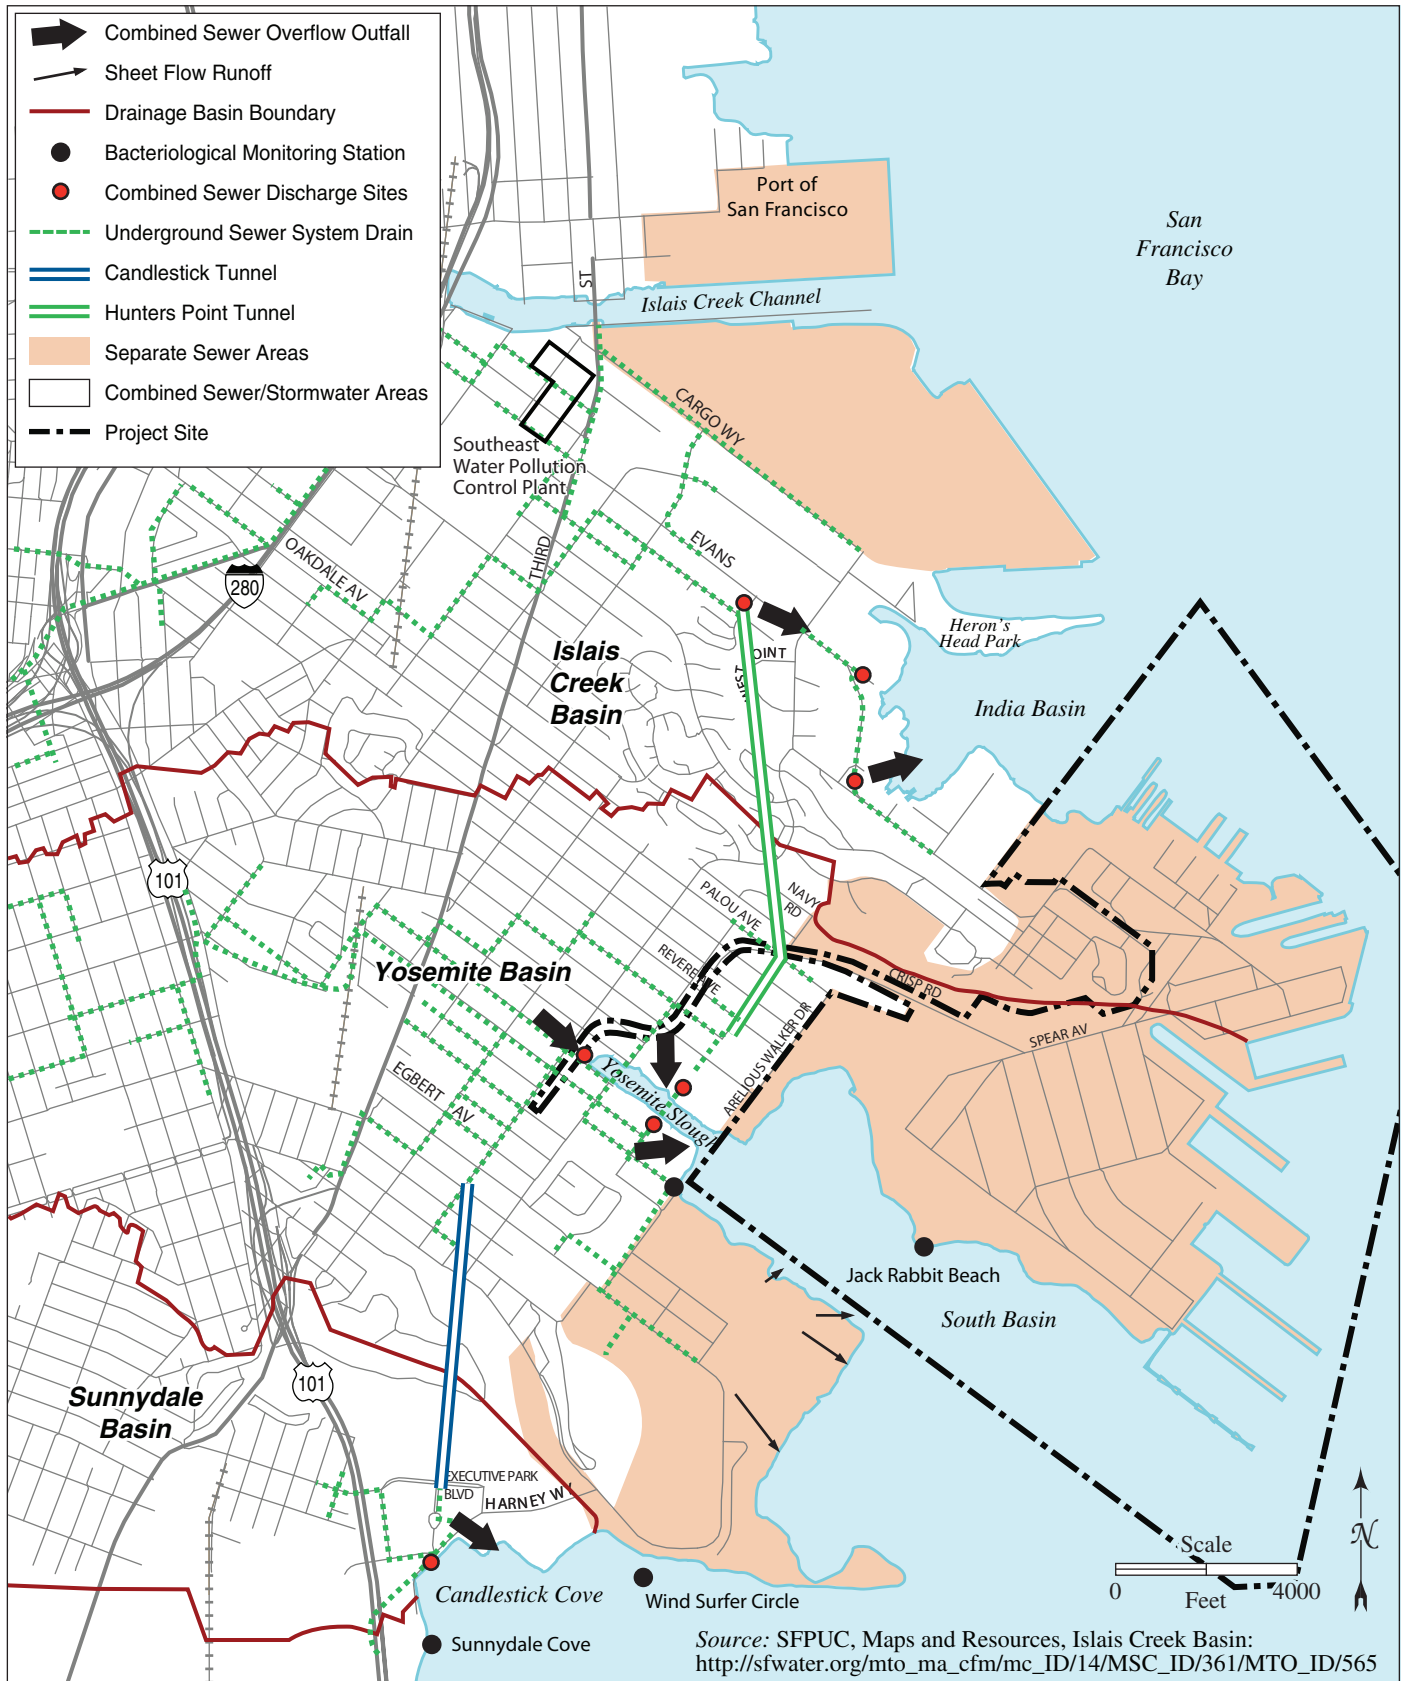 Combined Sewer Overflow Outfall
Sheet Flow Runoff
Drainage Basin Boundary
Bacteriological Monitoring Station
Combined Sewer Discharge Sites
Underground Sewer System Drain
Candlestick Tunnel
Hunters Point Tunnel
Separate Sewer Areas
Combined Sewer/Stormwater Areas
Project Site
Port of
San Francisco
San
Francisco
Bay
ST
Islais Creek Channel
CARGO WY
Southeast
Water Pollution
Control Plant
EVANS
THIRD
OAKDALE AV
280
Heron's
Head Park
Islais
Creek
Basin
OINT
WEST
India Basin
101
PALOU AVE
NAVY
RD
REVERE AVE
Yosemite Basin
CRISP RD
SPEAR AV
ARELIOUS WALKER DR
Yosemite Slough
EGBERT AV
Jack Rabbit Beach
South Basin
101
Sunnydale
Basin
EXECUTIVE PARK
BLVD
HARNEY WY
Candlestick Cove
Wind Surfer Circle
Sunnydale Cove
Scale
0 4000
Feet
N
Source: SFPUC, Maps and Resources, Islais Creek Basin:
http://sfwater.org/mto_ma_cfm/mc_ID/14/MSC_ID/361/MTO_ID/565